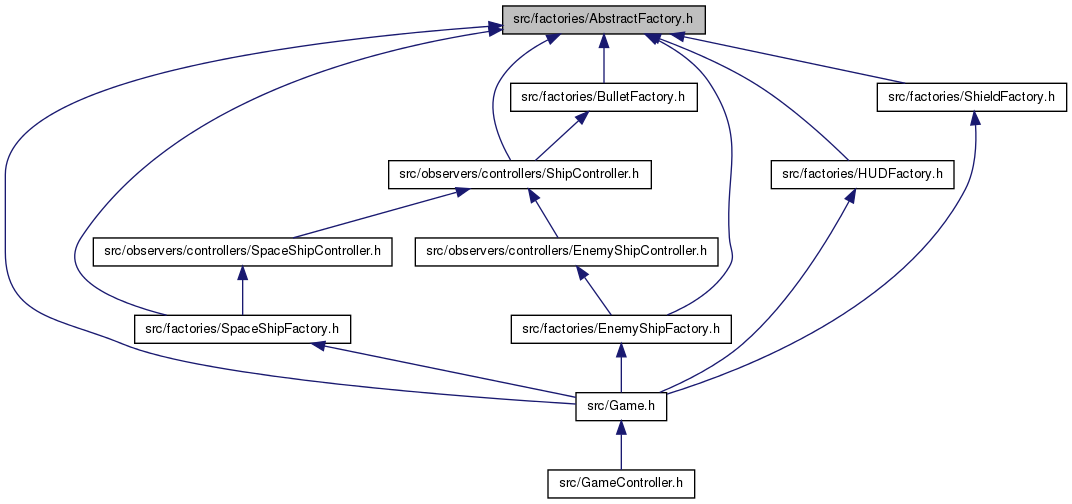 src/factories/AbstractFactory.h
src/factories/BulletFactory.h
src/factories/ShieldFactory.h
src/observers/controllers/ShipController.h
src/factories/HUDFactory.h
src/observers/controllers/SpaceShipController.h
src/observers/controllers/EnemyShipController.h
src/factories/SpaceShipFactory.h
src/factories/EnemyShipFactory.h
src/Game.h
src/GameController.h